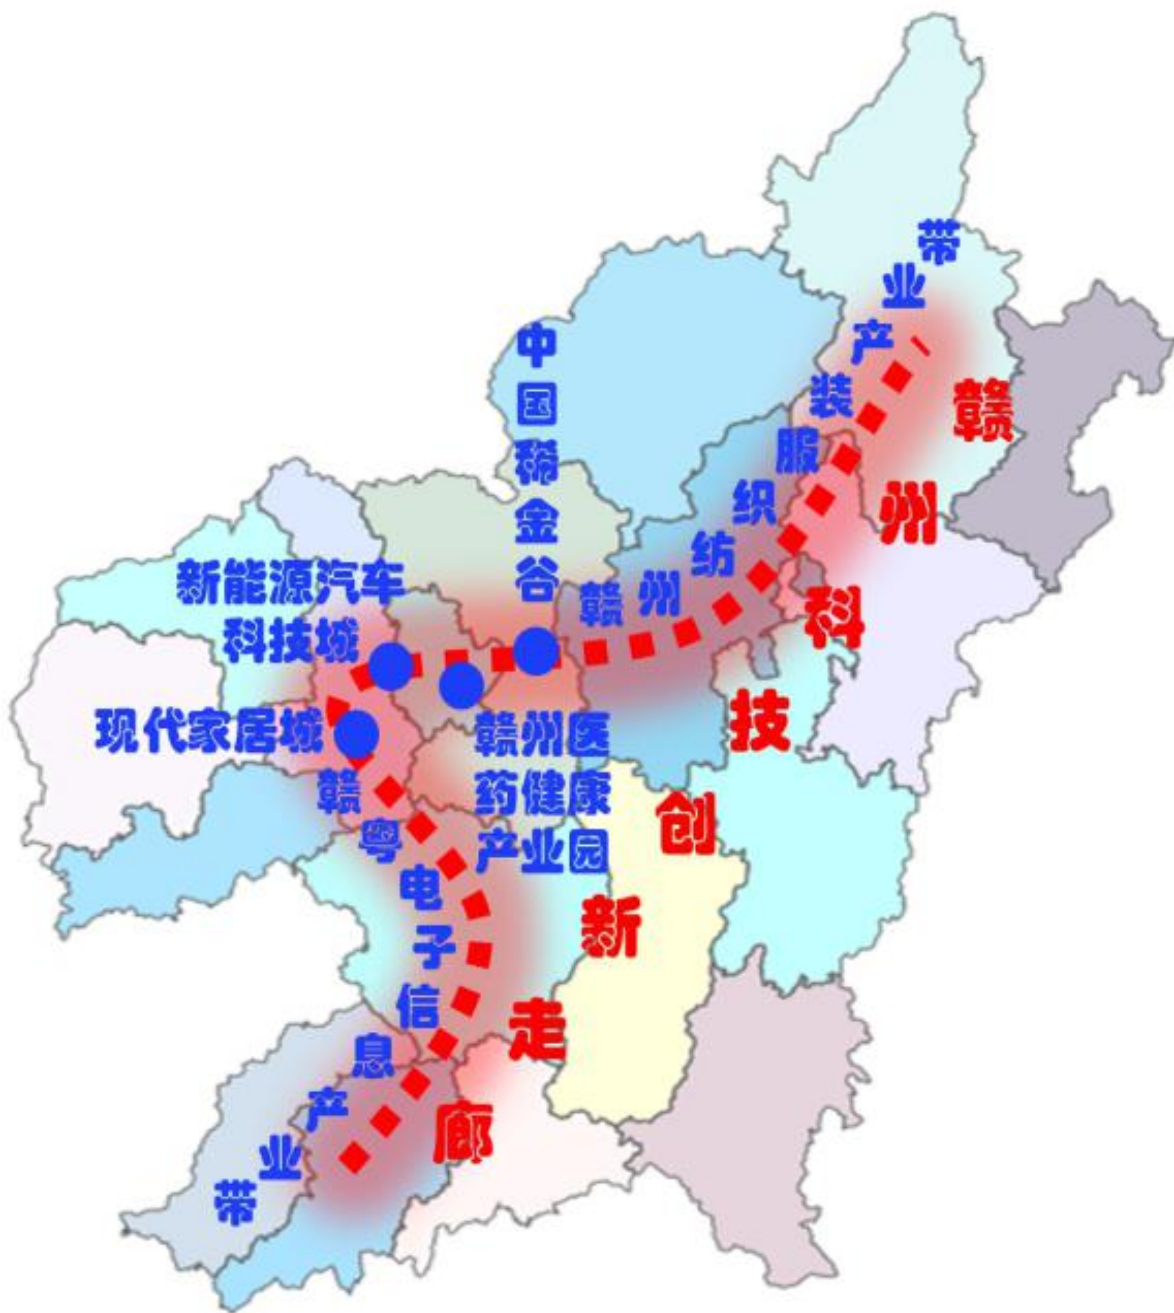 赣州纺织服装产业带
中国稀金谷
新能源汽车
科技城
现代家居城
赣州医
药健康
产业园
赣粤电子信息产业带
赣州科技创新走廊